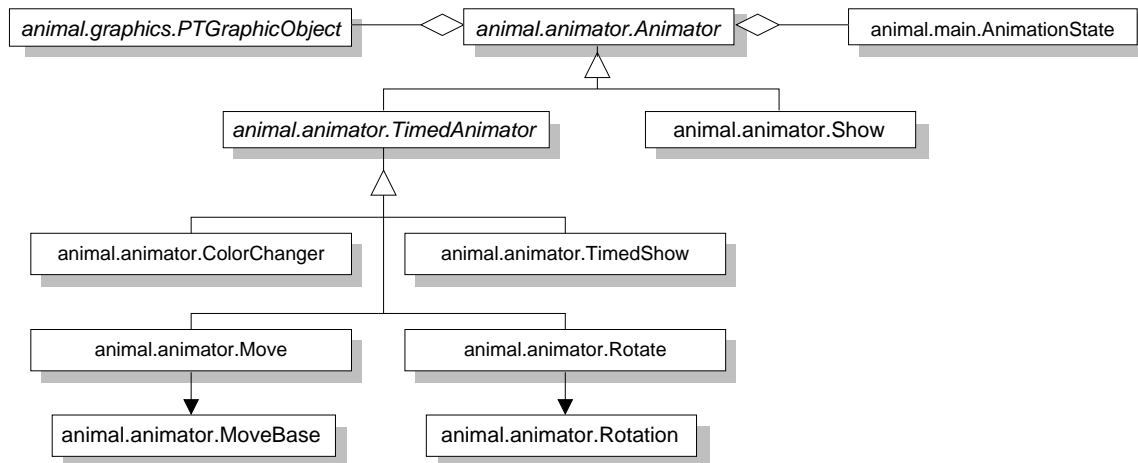 animal.graphics.PTGraphicObject
animal.animator.Animator
animal.main.AnimationState
animal.animator.TimedAnimator
animal.animator.Show
animal.animator.ColorChanger
animal.animator.TimedShow
animal.animator.Move
animal.animator.Rotate
animal.animator.MoveBase
animal.animator.Rotation